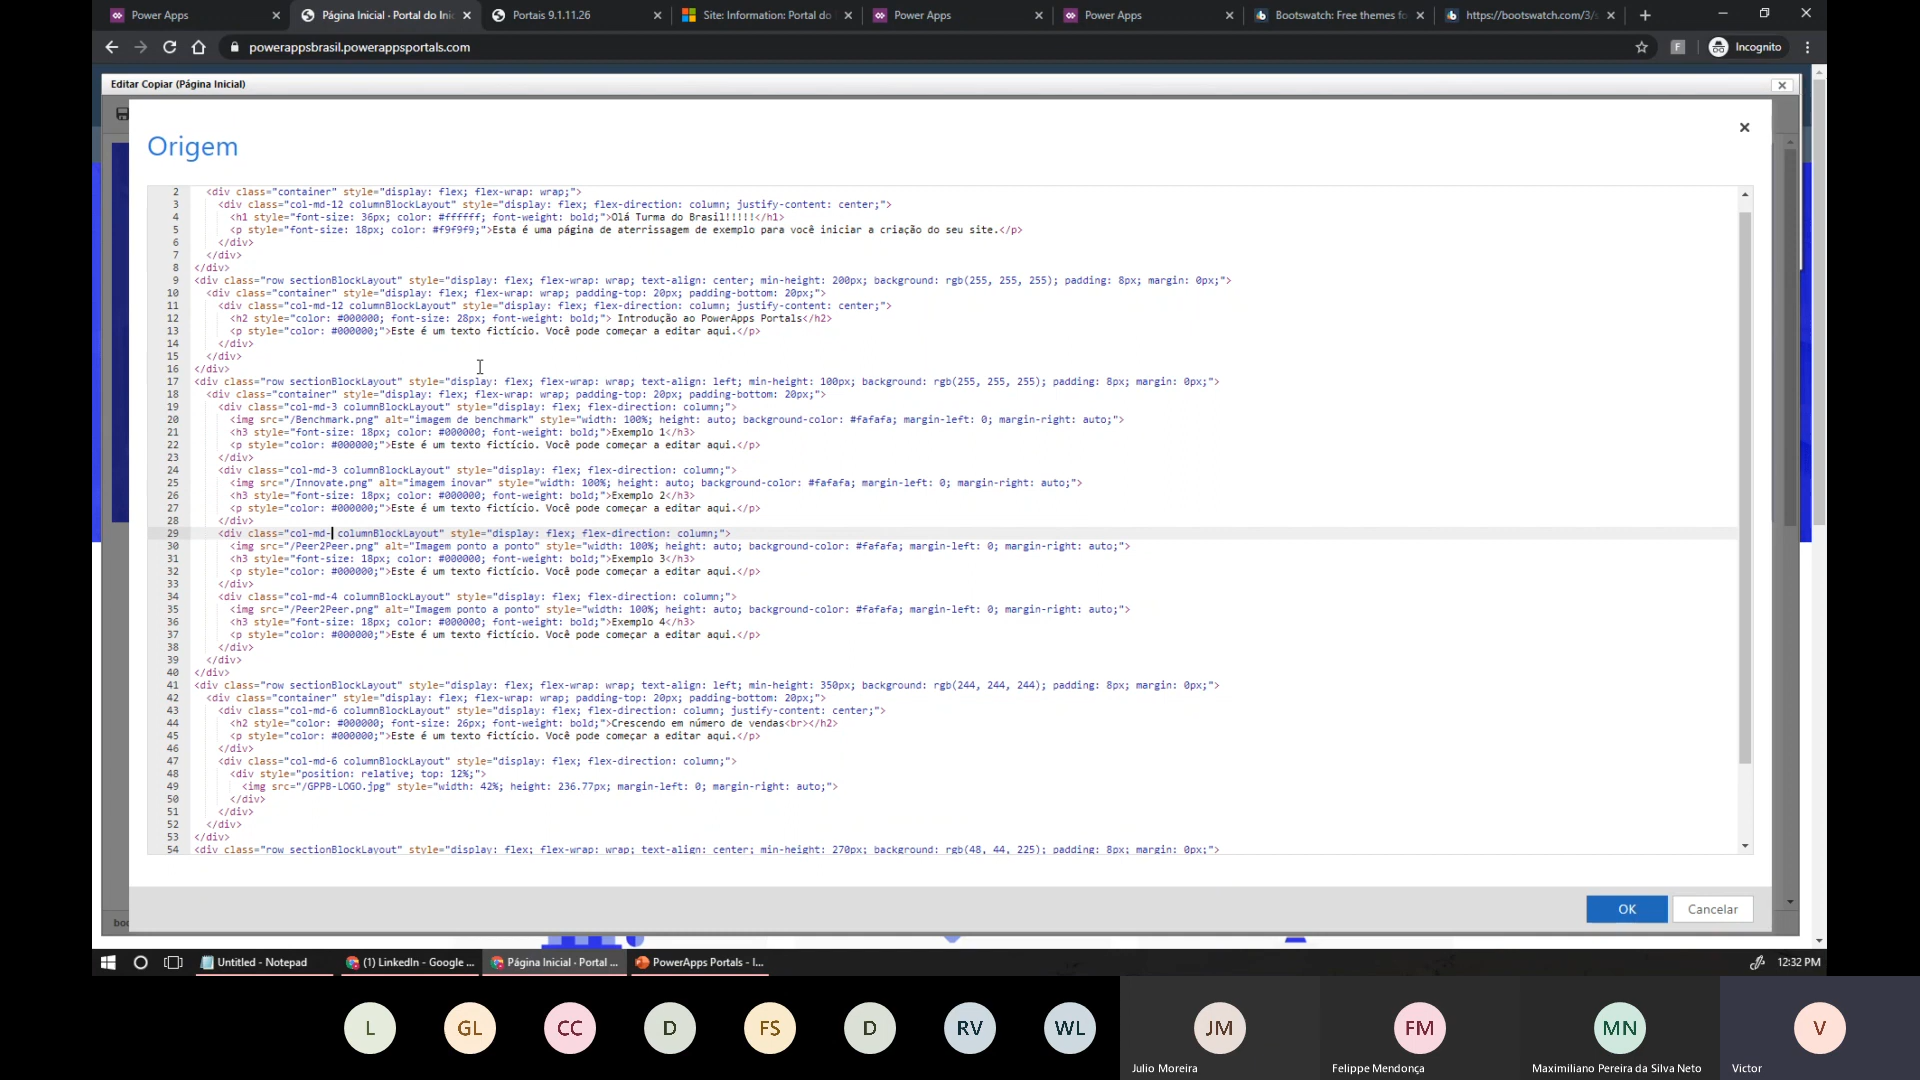 Power Apps
Página Inicial · Portal do Iníc
Portais 9.1.11.26
Site: Information: Portal do
Power Apps
Power Apps
Bootswatch: Free themes fo
https://bootswatch.com/3/
powerappsbrasil.powerappsportals.com
F
Incognito
Editar Copiar (Página Inicial)
Origem
2 <div class="container" style="display: flex; flex-wrap: wrap;">
3 <div class="col-md-12 columnBlockLayout" style="display: flex; flex-direction: column; justify-content: center;">
4 <h1 style="font-size: 36px; color: #ffffff; font-weight: bold;">Olá Turma do Brasil!!!!!</h1>
5 <p style="font-size: 18px; color: #f9f9f9;">Esta é uma página de aterrissagem de exemplo para você iniciar a criação do seu site.</p>
6 </div>
7 </div>
8 </div>
9 <div class="row sectionBlockLayout" style="display: flex; flex-wrap: wrap; text-align: center; min-height: 200px; background: rgb(255, 255, 255); padding: 8px; margin: 0px;">
10 <div class="container" style="display: flex; flex-wrap: wrap; padding-top: 20px; padding-bottom: 20px;">
11 <div class="col-md-12 columnBlockLayout" style="display: flex; flex-direction: column; justify-content: center;">
12 <h2 style="color: #000000; font-size: 28px; font-weight: bold;"> Introdução ao PowerApps Portals</h2>
13 <p style="color: #000000;">Este é um texto fictício. Você pode começar a editar aqui.</p>
14 </div>
15 </div>
16 </div>
17 <div class="row sectionBlockLayout" style="display: flex; flex-wrap: wrap; text-align: left; min-height: 100px; background: rgb(255, 255, 255); padding: 8px; margin: 0px;">
18 <div class="container" style="display: flex; flex-wrap: wrap; padding-top: 20px; padding-bottom: 20px;">
19 <div class="col-md-3 columnBlockLayout" style="display: flex; flex-direction: column;">
20 <img src="/Benchmark.png" alt="imagem de benchmark" style="width: 100%; height: auto; background-color: #fafafa; margin-left: 0; margin-right: auto;">
21 <h3 style="font-size: 18px; color: #000000; font-weight: bold;">Exemplo 1</h3>
22 <p style="color: #000000;">Este é um texto fictício. Você pode começar a editar aqui.</p>
23 </div>
24 <div class="col-md-3 columnBlockLayout" style="display: flex; flex-direction: column;">
25 <img src="/Innovate.png" alt="imagem inovar" style="width: 100%; height: auto; background-color: #fafafa; margin-left: 0; margin-right: auto;">
26 <h3 style="font-size: 18px; color: #000000; font-weight: bold;">Exemplo 2</h3>
27 <p style="color: #000000;">Este é um texto fictício. Você pode começar a editar aqui.</p>
28 </div>
29 <div class="col-md- columnBlockLayout" style="display: flex; flex-direction: column;">
30 <img src="/Peer2Peer.png" alt="Imagem ponto a ponto" style="width: 100%; height: auto; background-color: #fafafa; margin-left: 0; margin-right: auto;">
31 <h3 style="font-size: 18px; color: #000000; font-weight: bold;">Exemplo 3</h3>
32 <p style="color: #000000;">Este é um texto fictício. Você pode começar a editar aqui.</p>
33 </div>
34 <div class="col-md-4 columnBlockLayout" style="display: flex; flex-direction: column;">
35 <img src="/Peer2Peer.png" alt="Imagem ponto a ponto" style="width: 100%; height: auto; background-color: #fafafa; margin-left: 0; margin-right: auto;">
36 <h3 style="font-size: 18px; color: #000000; font-weight: bold;">Exemplo 4</h3>
37 <p style="color: #000000;">Este é um texto fictício. Você pode começar a editar aqui.</p>
38 </div>
39 </div>
40 </div>
41 <div class="row sectionBlockLayout" style="display: flex; flex-wrap: wrap; text-align: left; min-height: 350px; background: rgb(244, 244, 244); padding: 8px; margin: 0px;">
42 <div class="container" style="display: flex; flex-wrap: wrap; padding-top: 20px; padding-bottom: 20px;">
43 <div class="col-md-6 columnBlockLayout" style="display: flex; flex-direction: column; justify-content: center;">
44 <h2 style="color: #000000; font-size: 26px; font-weight: bold;">Crescendo em número de vendas<br></h2>
45 <p style="color: #000000;">Este é um texto fictício. Você pode começar a editar aqui.</p>
46 </div>
47 <div class="col-md-6 columnBlockLayout" style="display: flex; flex-direction: column;">
48 <div style="position: relative; top: 12%;">
49 <img src="/GPPB-LOGO.jpg" style="width: 42%; height: 236.77px; margin-left: 0; margin-right: auto;">
50 </div>
51 </div>
52 </div>
53 </div>
54 <div class="row sectionBlockLayout" style="display: flex; flex-wrap: wrap; text-align: center; min-height: 270px; background: rgb(48, 44, 225); padding: 8px; margin: 0px;">
OK
Cancelar
Untitled - Notepad
(1) LinkedIn - Google ...
Página Inicial · Portal ...
PowerApps Portals - I...
12:32 PM
L
GL
CC
D
FS
D
RV
WL
JM
FM
MN
V
Julio Moreira
Felippe Mendonça
Maximiliano Pereira da Silva Neto
Victor